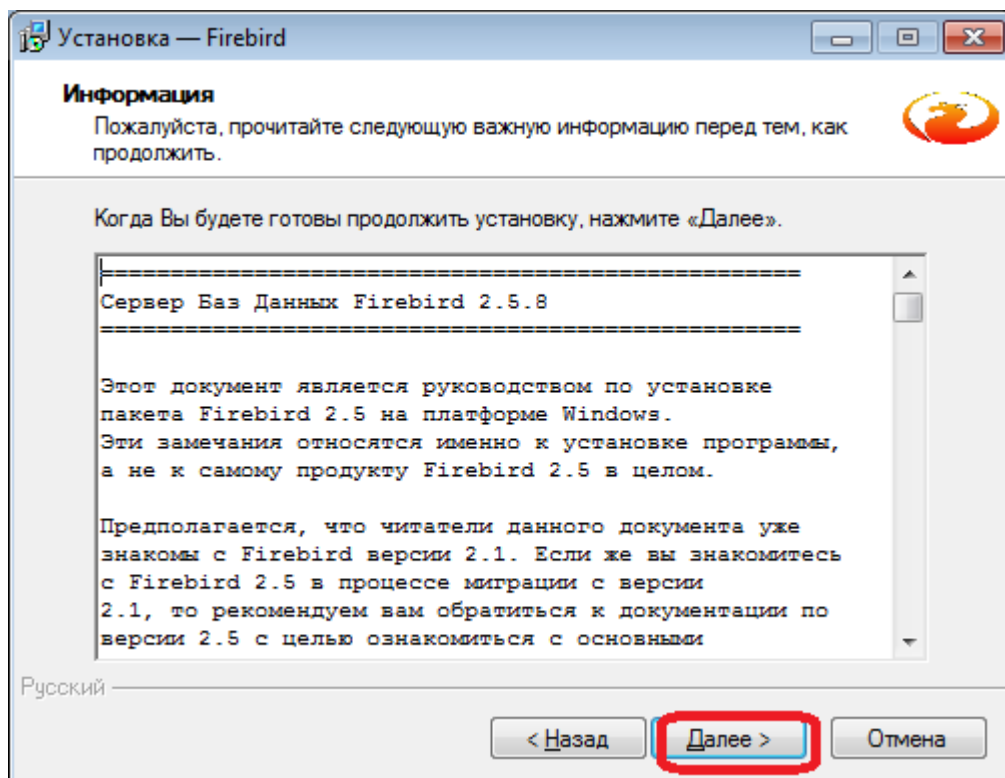 Установка — Firebird
Информация
Пожалуйста, прочитайте следующую важную информацию перед тем, как
продолжить.
Когда Вы будете готовы продолжить установку, нажмите «Далее».
==================================================
Сервер Баз Данных Firebird 2.5.8
==================================================
Этот документ является руководством по установке
пакета Firebird 2.5 на платформе Windows.
Эти замечания относятся именно к установке программы,
а не к самому продукту Firebird 2.5 в целом.
Предполагается, что читатели данного документа уже
знакомы с Firebird версии 2.1. Если же вы знакомитесь
с Firebird 2.5 в процессе миграции с версии
2.1, то рекомендуем вам обратиться к документации по
версии 2.5 с целью ознакомиться с основными
Русский
< Назад
Далее >
Отмена